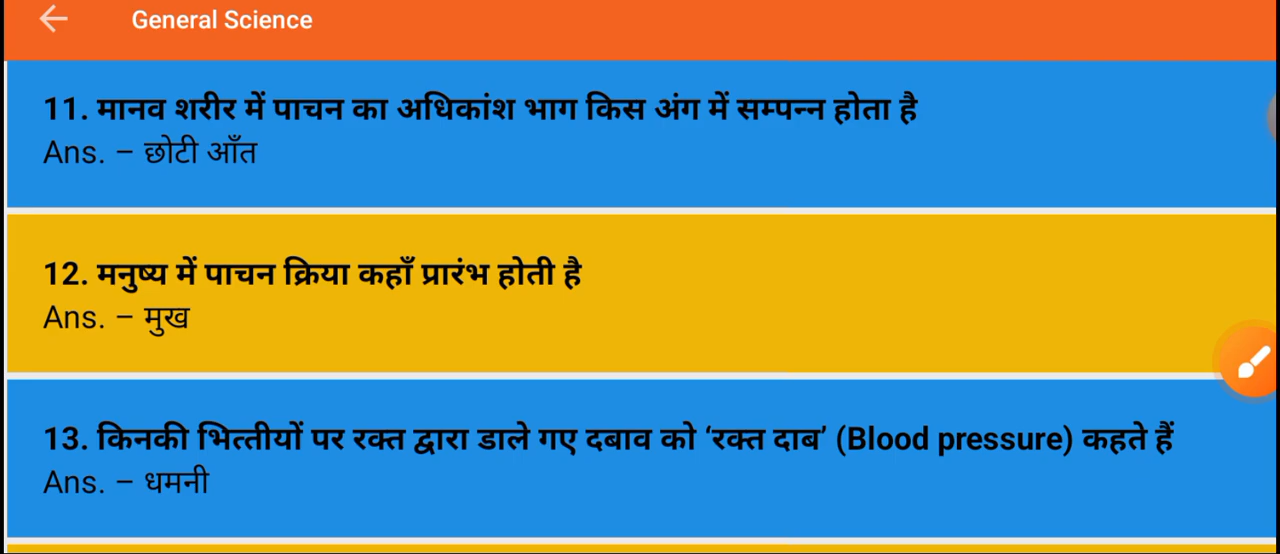 General Science
11. मानव शरीर में पाचन का अधिकांश भाग किस अंग में सम्पन्न होता है
Ans. – छोटी आँत
12. मनुष्य में पाचन क्रिया कहाँ प्रारंभ होती है
Ans. – मुख
13. किनकी भित्तीयों पर रक्त द्वारा डाले गए दबाव को ‘रक्त दाब’ (Blood pressure) कहते हैं
Ans. – धमनी